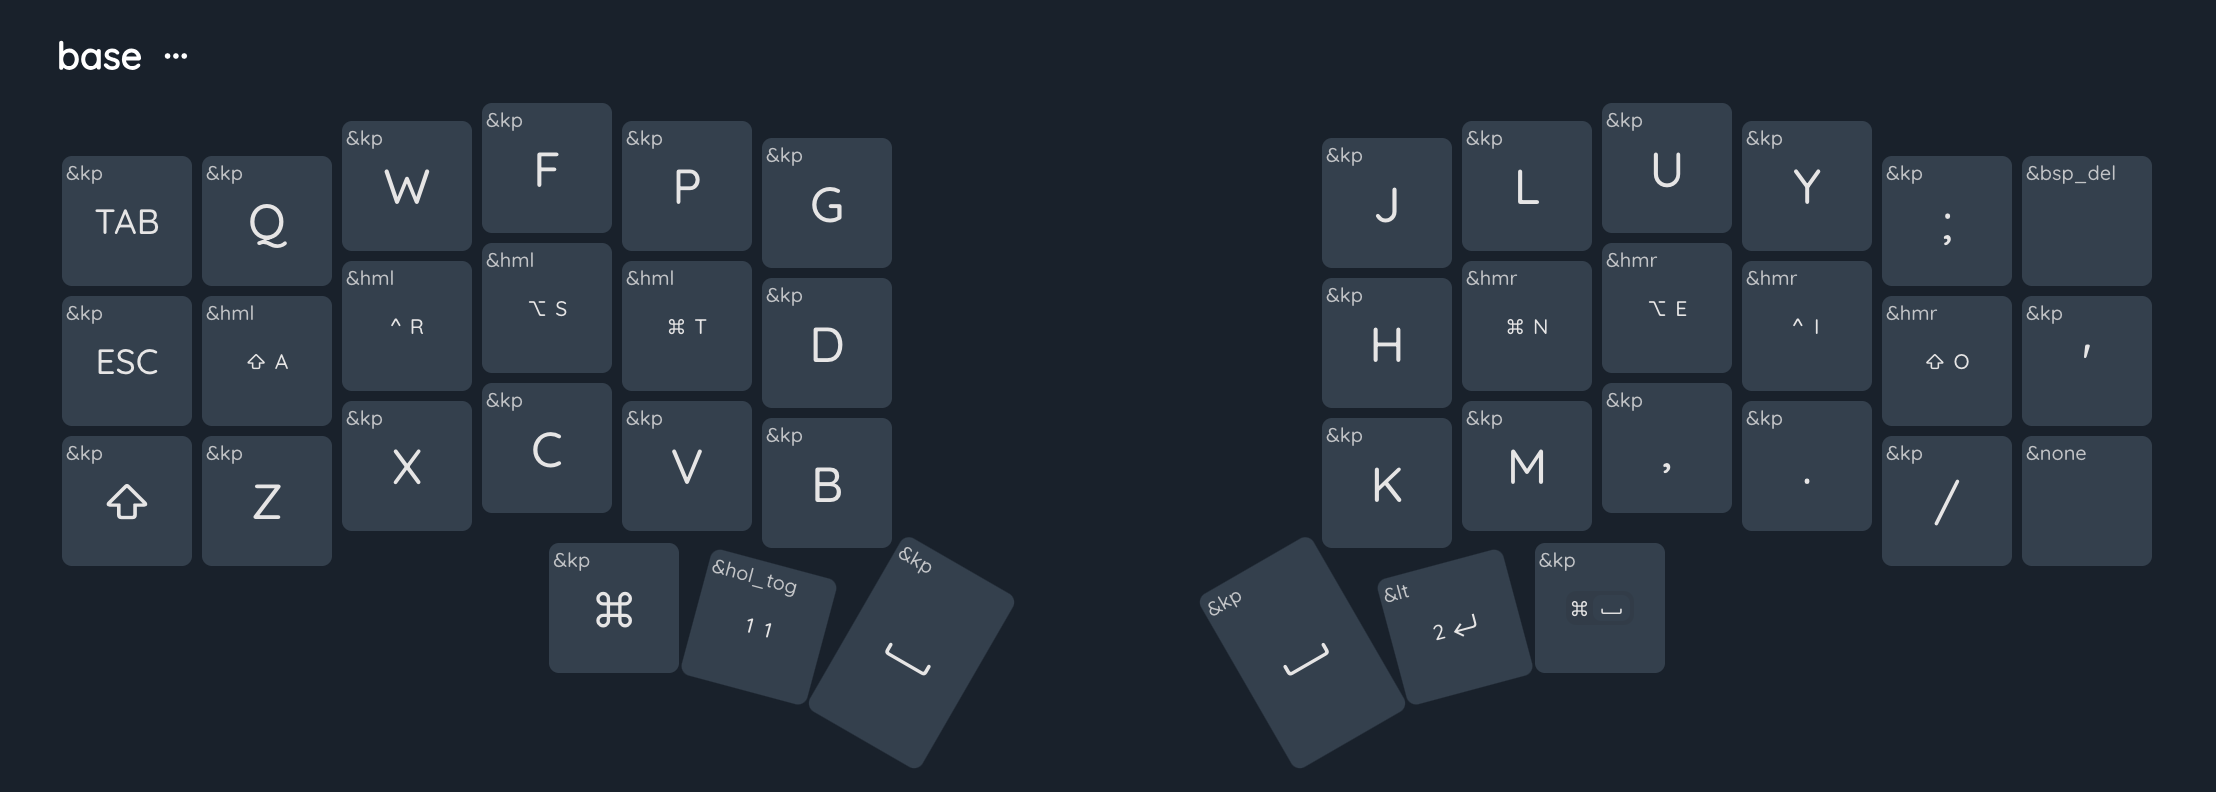 base ...
&kp &kp &kp &kp &kp &kp &kp &kp &kp &kp &kp &bsp_del
TAB Q W F P G J L U Y ;
&kp &hml &hml &hml &hml &kp &kp &hmr &hmr &hmr &hmr &kp
ESC ⇧ A ^ R ⌥ S ⌘ T D H ⌘ N ⌥ E ^ I ⇧ O '
&kp &kp &kp &kp &kp &kp &kp &kp &kp &kp &kp &none
⇧ Z X C V B K M , . /
&kp &hol_tog &kp &kp &lt &kp
⌘ 1 1 ⎵ ⎵ 2 ↵ ⌘ ⎵